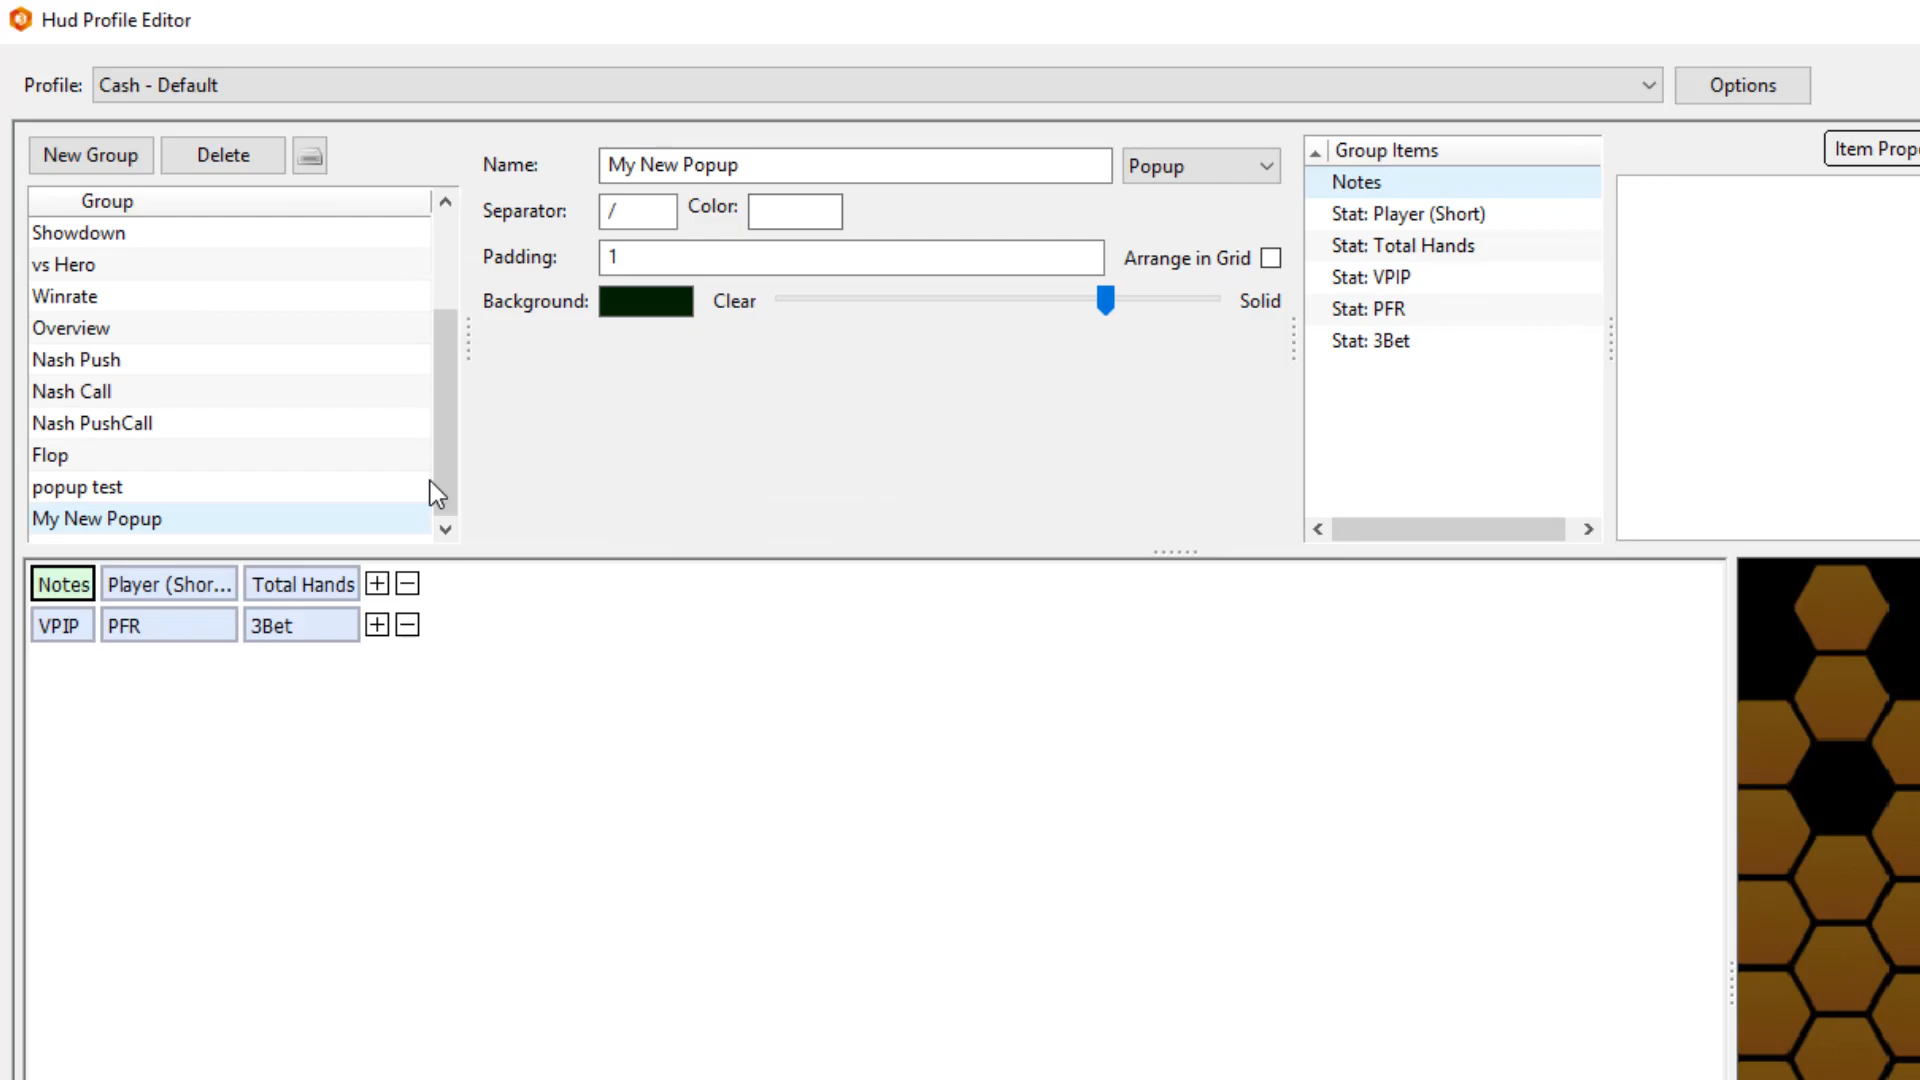 Hud Profile Editor
Profile: Cash - Default Options
New Group Delete
Group
Showdown
vs Hero
Winrate
Overview
Nash Push
Nash Call
Nash PushCall
Flop
popup test
My New Popup
Name: My New Popup Popup
Separator: / Color:
Padding: 1 Arrange in Grid
Background: Clear Solid
Group Items
Notes
Stat: Player (Short)
Stat: Total Hands
Stat: VPIP
Stat: PFR
Stat: 3Bet
Item Prope
Notes Player (Shor... Total Hands
VPIP PFR 3Bet